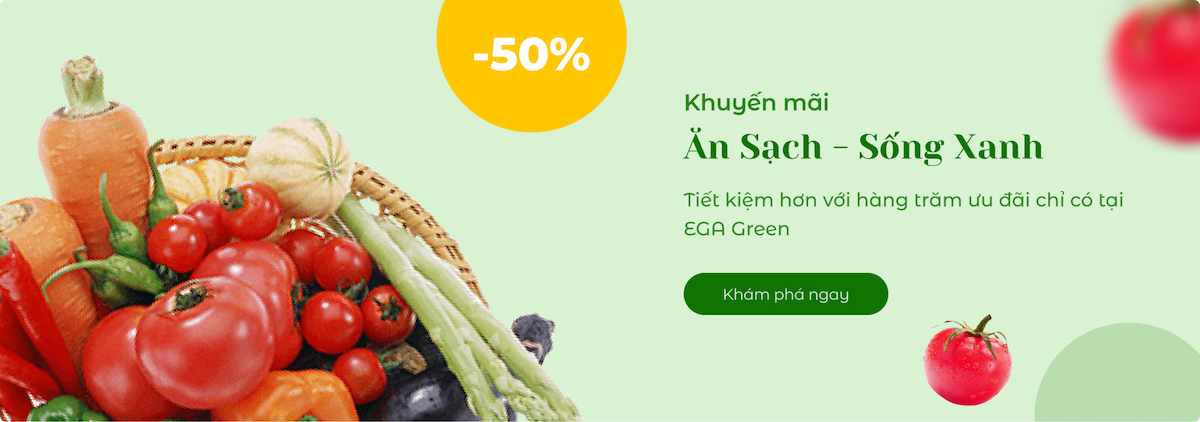 -50%
Khuyến mãi
Ăn Sạch - Sống Xanh
Tiết kiệm hơn với hàng trăm ưu đãi chỉ có tại
EGA Green
Khám phá ngay